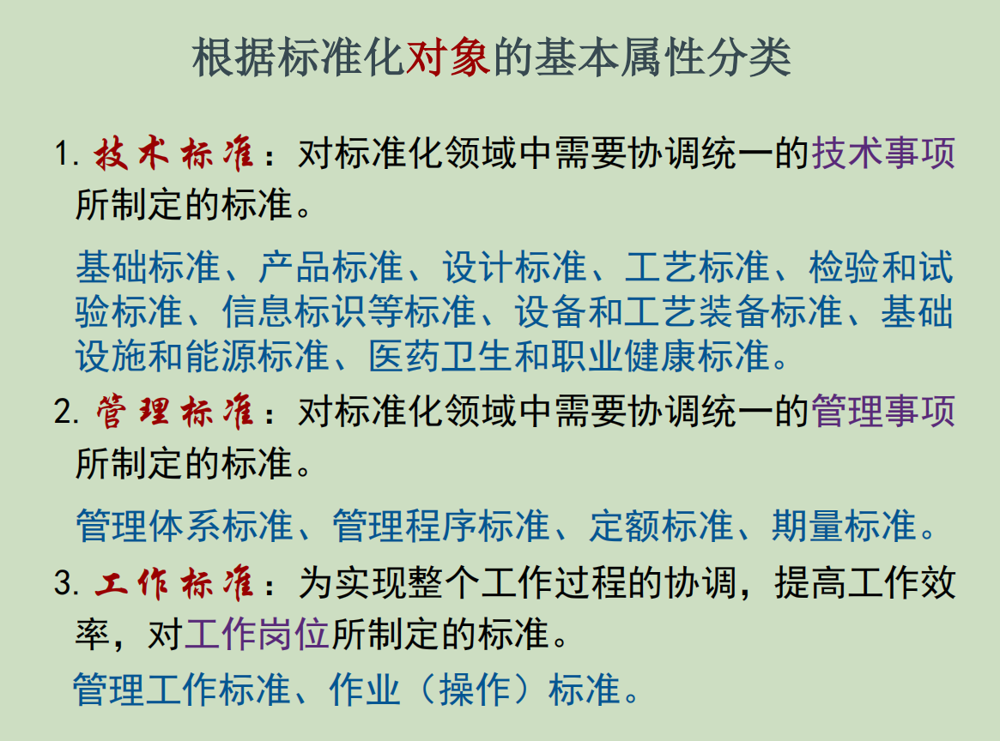 根据标准化对象的基本属性分类
1. 技术标准：对标准化领域中需要协调统一的技术事项
所制定的标准。
基础标准、产品标准、设计标准、工艺标准、检验和试
验标准、信息标识等标准、设备和工艺装备标准、基础
设施和能源标准、医药卫生和职业健康标准。
2. 管理标准：对标准化领域中需要协调统一的管理事项
所制定的标准。
管理体系标准、管理程序标准、定额标准、期量标准。
3. 工作标准：为实现整个工作过程的协调，提高工作效
率，对工作岗位所制定的标准。
管理工作标准、作业（操作）标准。